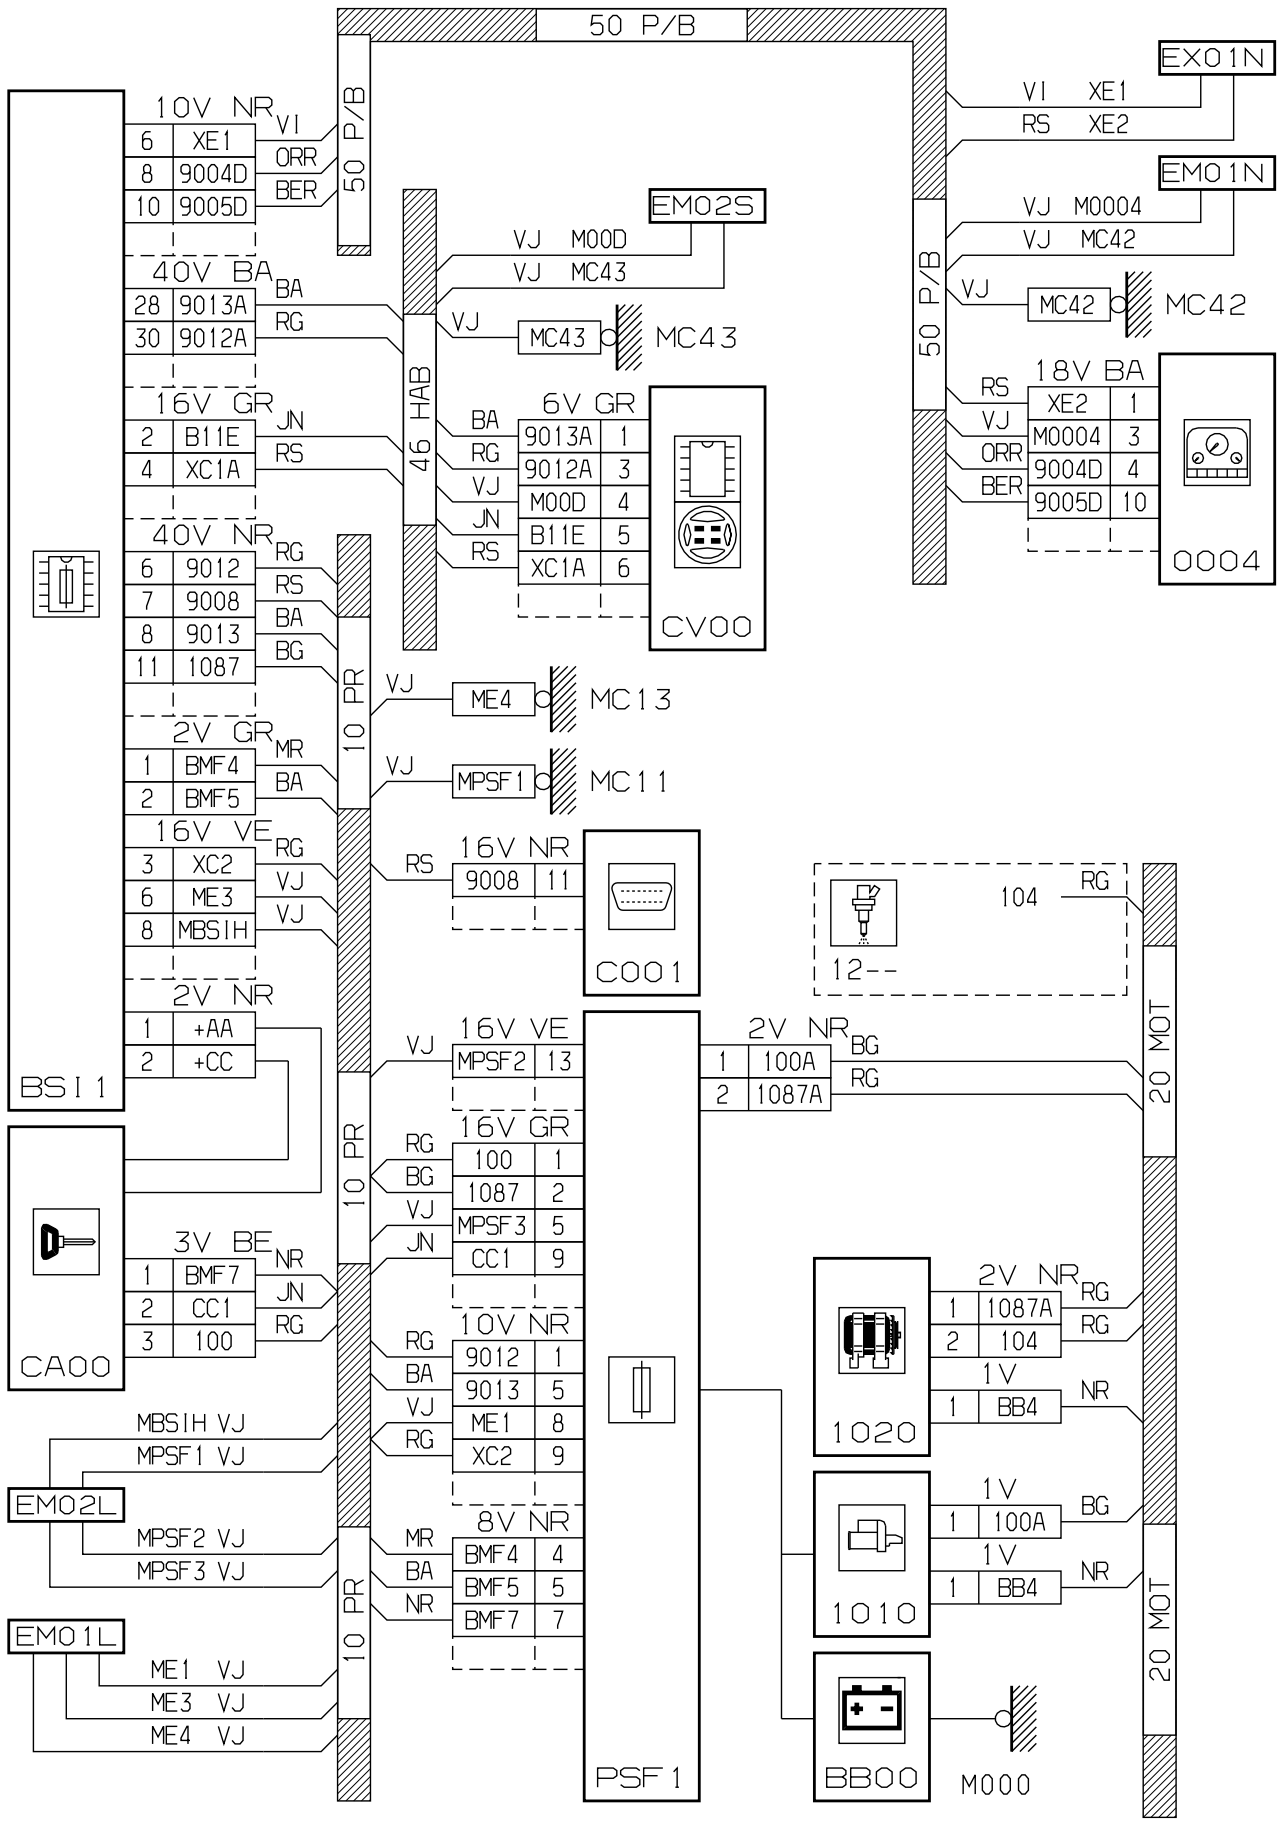 50 P/B
EX01N
VI XE1
RS XE2
EM01N
VJ M0004
VJ MC42
VJ MC42 MC42
50 P/B
18V BA
RS XE2 1
VJ M0004 3
ORR 9004D 4
BER 9005D 10
0004
50 P/B
10V NR
6 XE1 VI
8 9004D ORR
10 9005D BER
40V BA
28 9013A BA
30 9012A RG
16V GR
2 B11E JN
4 XC1A RS
40V NR
6 9012 RG
7 9008 RS
8 9013 BA
11 1087 BG
2V GR
1 BMF4 MR
2 BMF5 BA
16V VE
3 XC2 RG
6 ME3 VJ
8 MBSIH VJ
2V NR
1 +AA
2 +CC
BSI1
EM02S
VJ M00D
VJ MC43
VJ MC43 MC43
46 HAB
6V GR
BA 9013A 1
RG 9012A 3
VJ M00D 4
JN B11E 5
RS XC1A 6
CV00
10 PR
VJ ME4 MC13
VJ MPSF1 MC11
16V NR
RS 9008 11
C001
104 RG
12--
20 MOT
16V VE
VJ MPSF2 13
2V NR
1 100A BG
2 1087A RG
10 PR
16V GR
RG 100 1
BG 1087 2
VJ MPSF3 5
JN CC1 9
10V NR
RG 9012 1
BA 9013 5
VJ ME1 8
RG XC2 9
8V NR
MR BMF4 4
BA BMF5 5
NR BMF7 7
PSF1
3V BE
1 BMF7 NR
2 CC1 JN
3 100 RG
CA00
MBSIH VJ
MPSF1 VJ
EM02L
MPSF2 VJ
MPSF3 VJ
EM01L
ME1 VJ
ME3 VJ
ME4 VJ
10 PR
2V NR
1 1087A RG
2 104 RG
1V
1 BB4 NR
1020
1V
1 100A BG
1V
1 BB4 NR
1010
20 MOT
BB00
M000